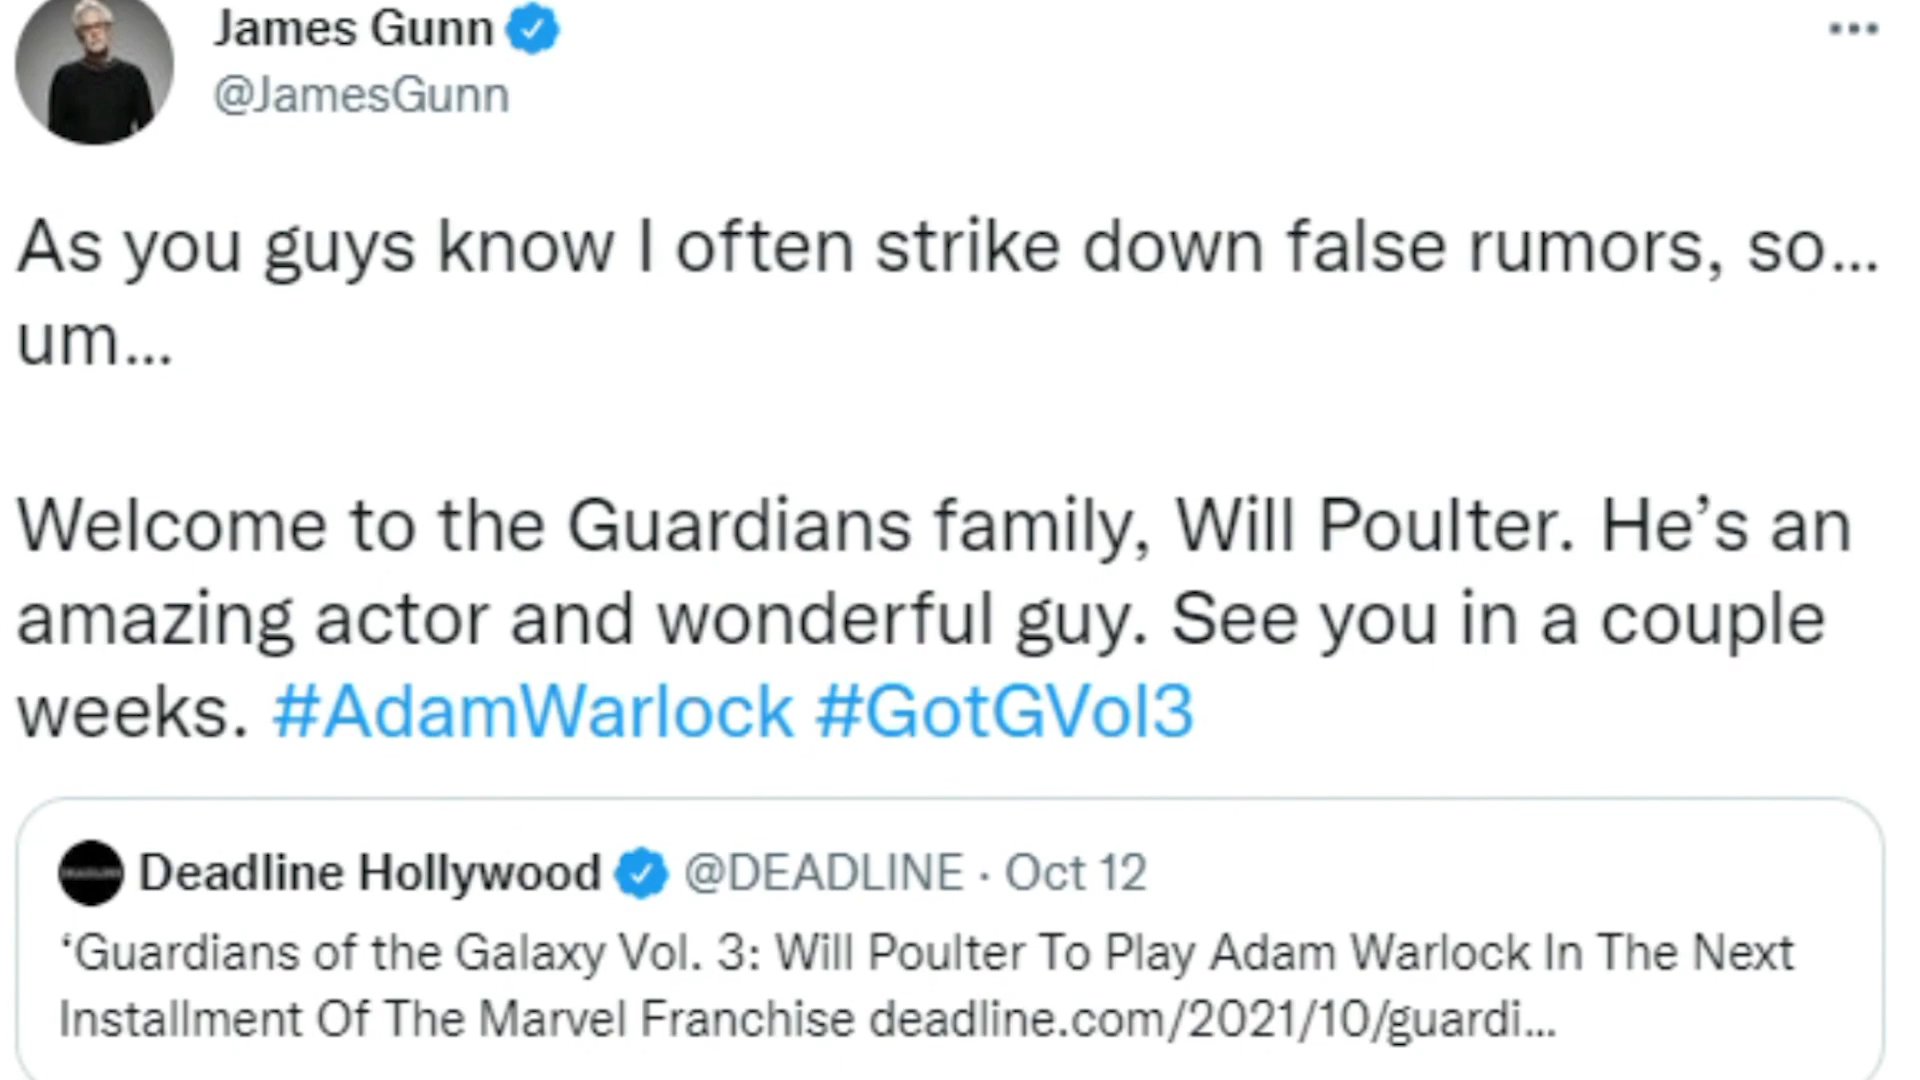 James Gunn
@JamesGunn
As you guys know I often strike down false rumors, so...
um...
Welcome to the Guardians family, Will Poulter. He’s an
amazing actor and wonderful guy. See you in a couple
weeks. #AdamWarlock #GotGVol3
Deadline Hollywood @DEADLINE · Oct 12
‘Guardians of the Galaxy Vol. 3: Will Poulter To Play Adam Warlock In The Next
Installment Of The Marvel Franchise deadline.com/2021/10/guardi...